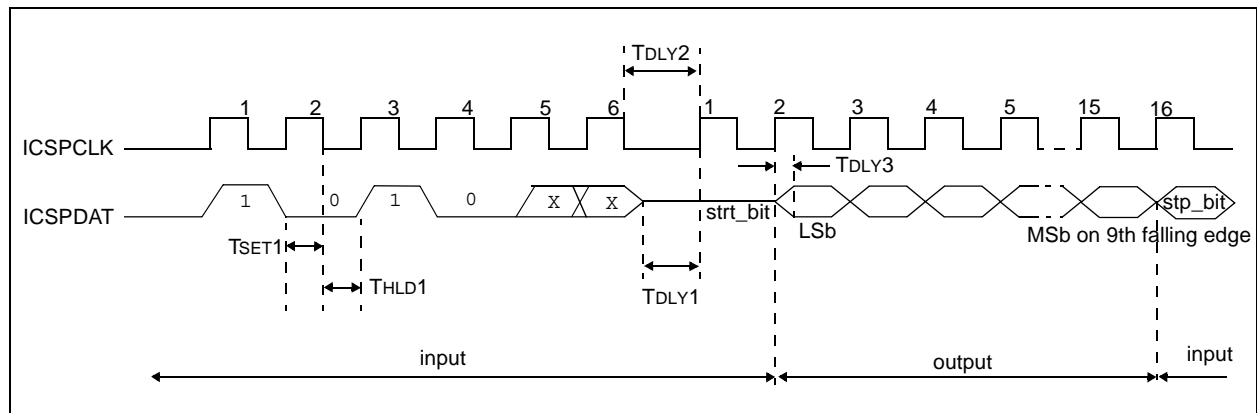 TDLY2
1 2 3 4 5 6 1 2 3 4 5 15 16
ICSPCLK
TDLY3
ICSPDAT
1 0 1 0 X X strt_bit LSb stp_bit
MSb on 9th falling edge
TSET1
THLD1
TDLY1
input output input